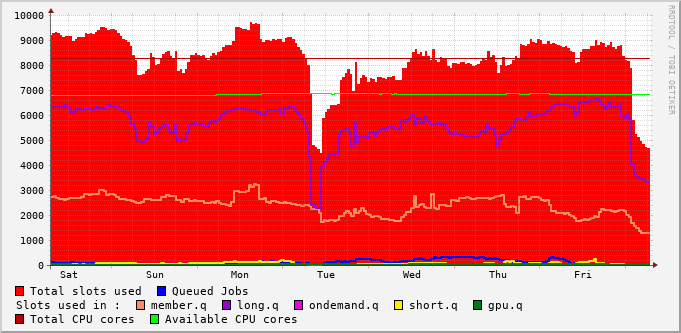 RRDTOOL / TOBI OETIKER
10000
9000
8000
7000
6000
5000
4000
3000
2000
1000
0
Sat Sun Mon Tue Wed Thu Fri
Total slots used Queued Jobs
Slots used in : member.q long.q ondemand.q short.q gpu.q
Total CPU cores Available CPU cores